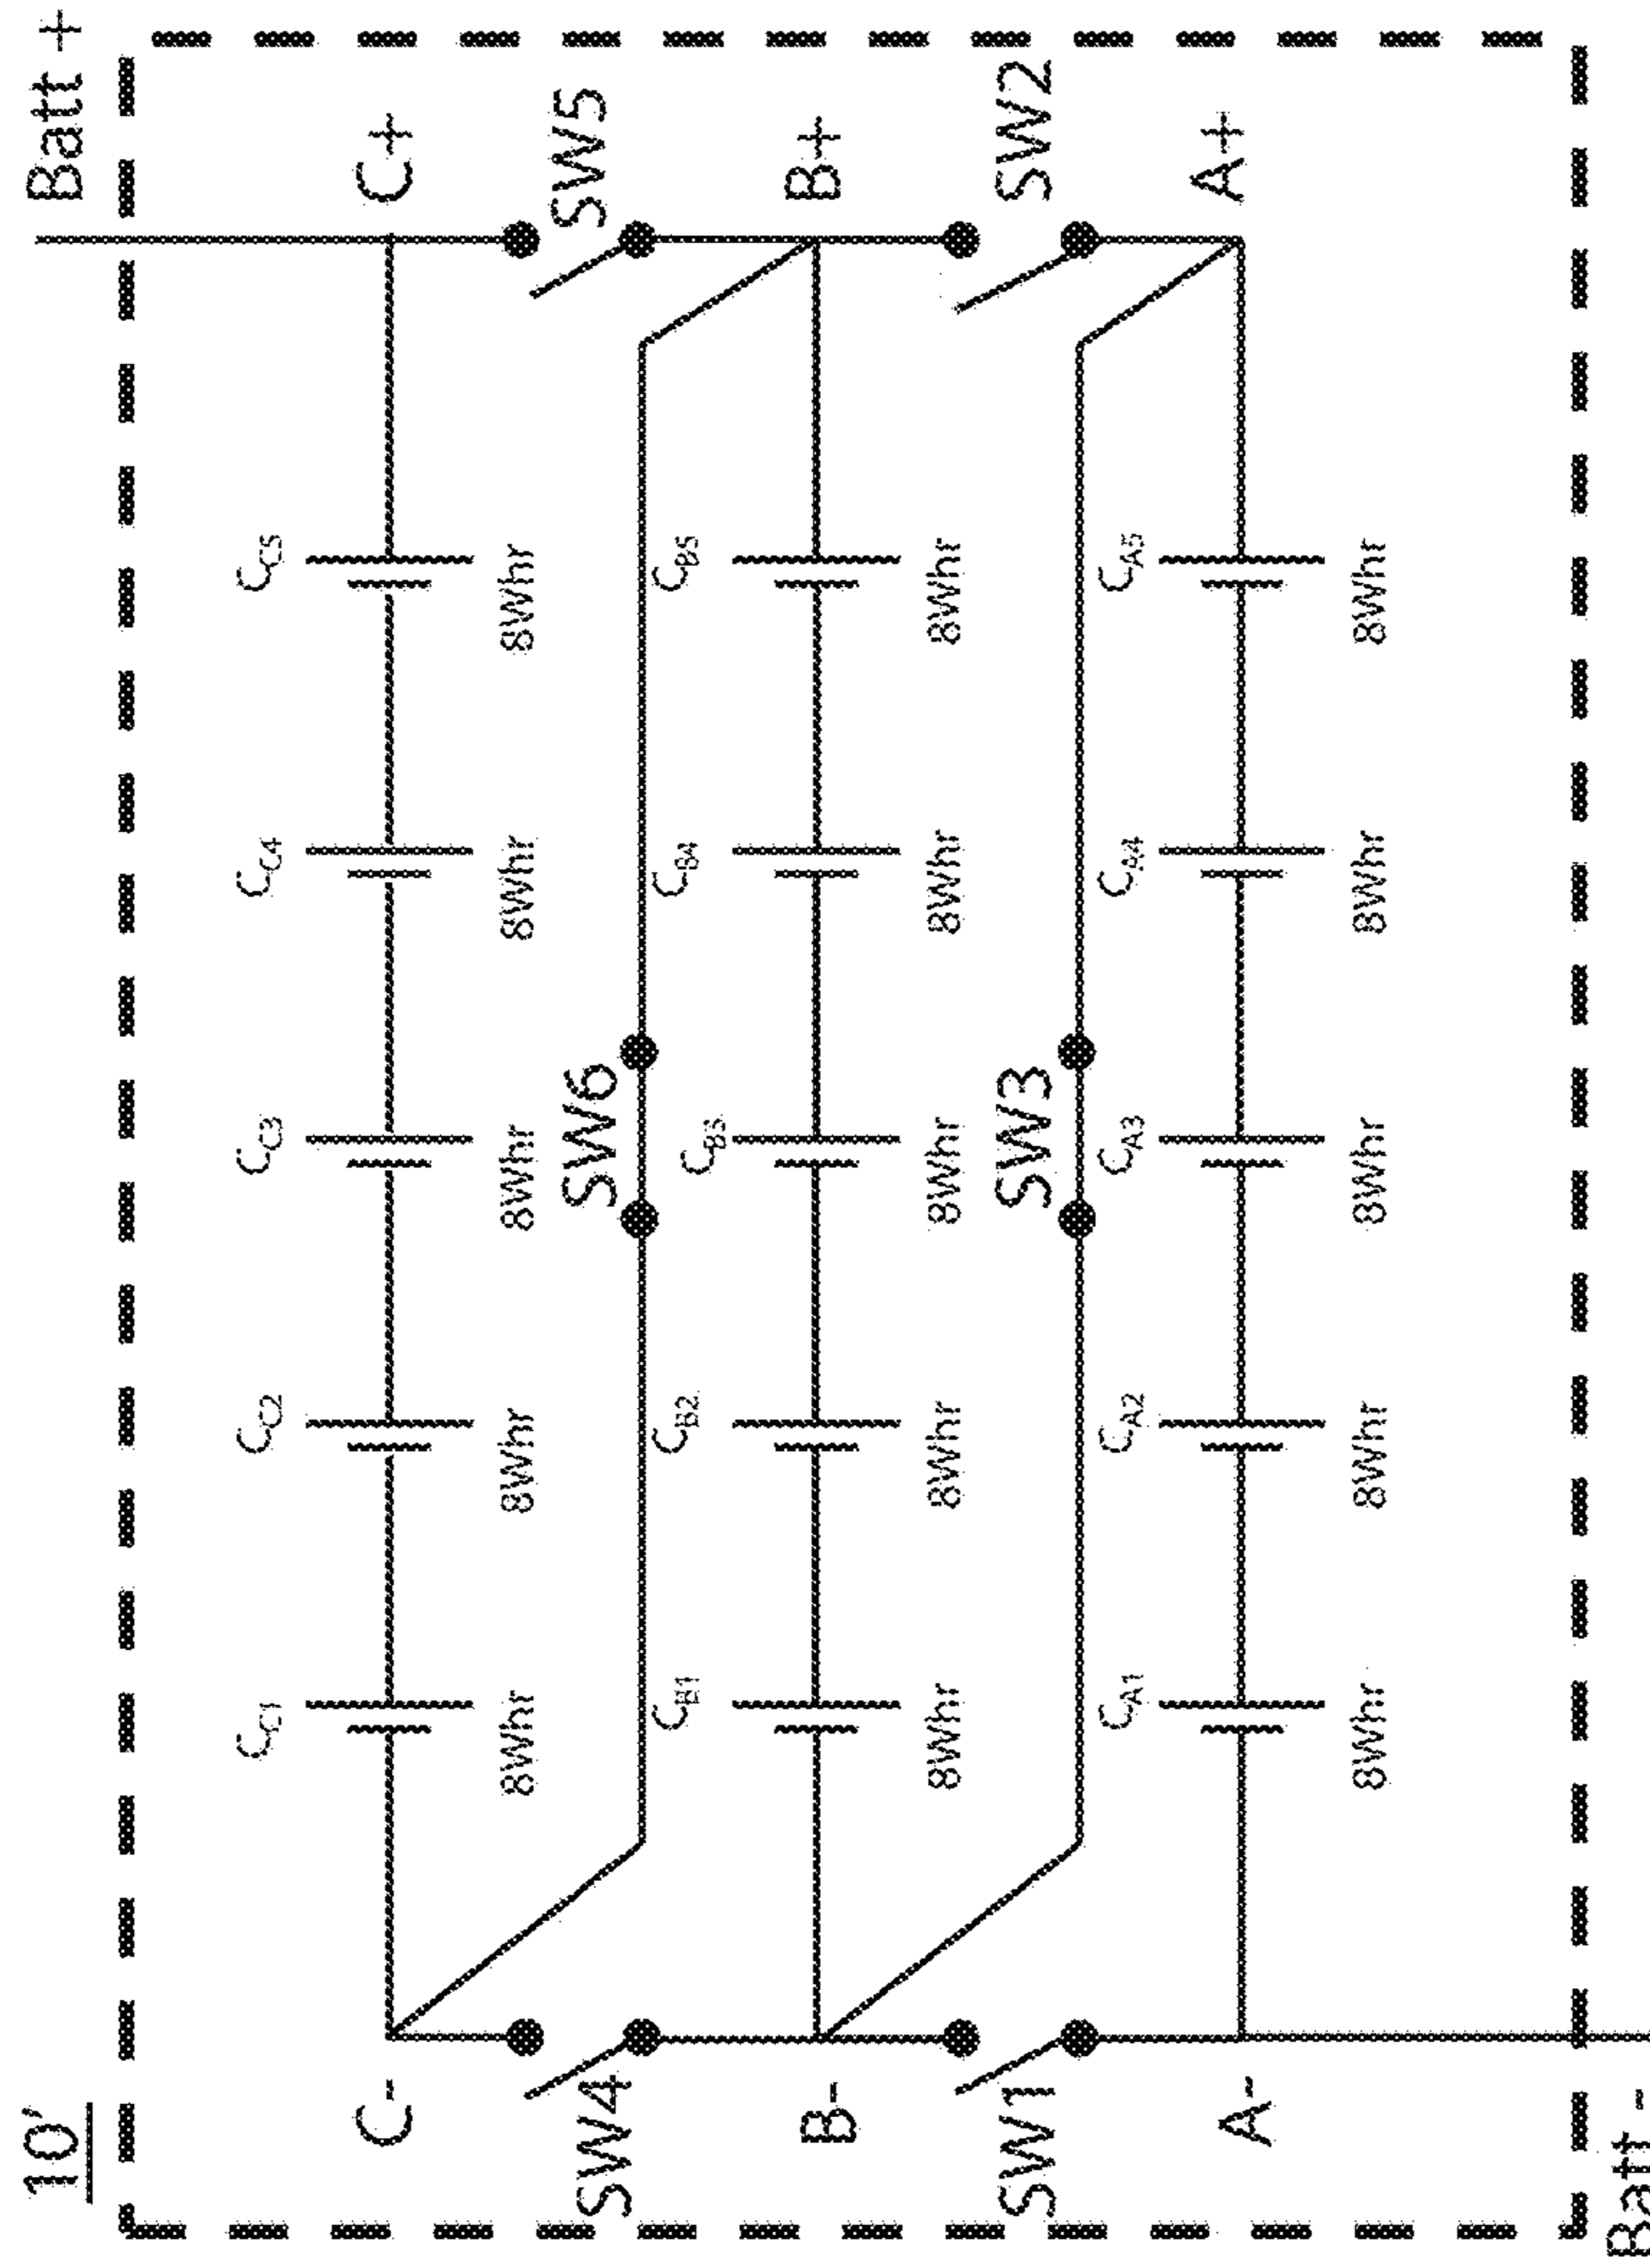 10'
Batt +
C-
C+
C_C1
C_C2
C_C3
C_C4
C_C5
8Whr
8Whr
8Whr
8Whr
8Whr
SW4
SW6
SW5
C_B1
C_B2
C_B3
C_B4
C_B5
B-
B+
8Whr
8Whr
8Whr
8Whr
8Whr
SW1
SW3
SW2
C_A1
C_A2
C_A3
C_A4
C_A5
A-
A+
8Whr
8Whr
8Whr
8Whr
8Whr
Batt -